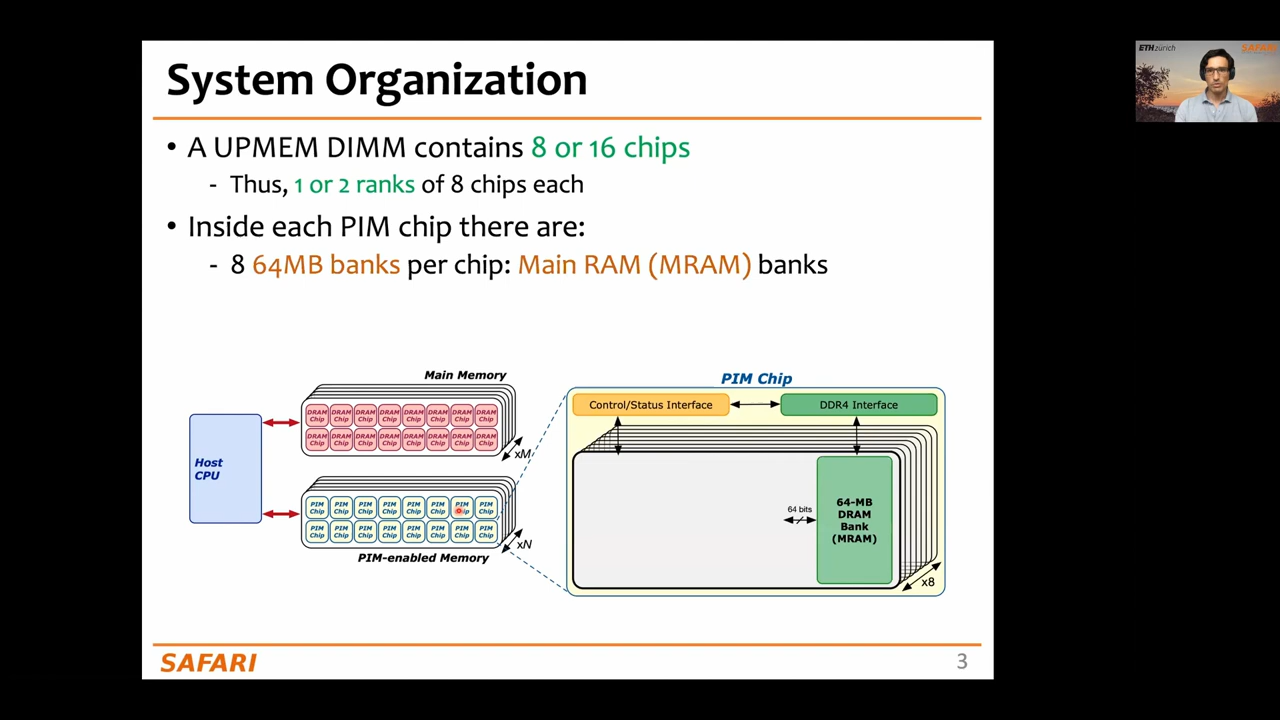 System Organization
• A UPMEM DIMM contains 8 or 16 chips
- Thus, 1 or 2 ranks of 8 chips each
• Inside each PIM chip there are:
- 8 64MB banks per chip: Main RAM (MRAM) banks
Main Memory
DRAM Chip DRAM Chip DRAM Chip DRAM Chip DRAM Chip DRAM Chip DRAM Chip DRAM Chip
DRAM Chip DRAM Chip DRAM Chip DRAM Chip DRAM Chip DRAM Chip DRAM Chip DRAM Chip
xM
Host
CPU
PIM Chip PIM Chip PIM Chip PIM Chip PIM Chip PIM Chip PIM Chip PIM Chip
PIM Chip PIM Chip PIM Chip PIM Chip PIM Chip PIM Chip PIM Chip PIM Chip
xN
PIM-enabled Memory
PIM Chip
Control/Status Interface
DDR4 Interface
64 bits
64-MB
DRAM
Bank
(MRAM)
x8
SAFARI
3
ETH zürich
SAFARI